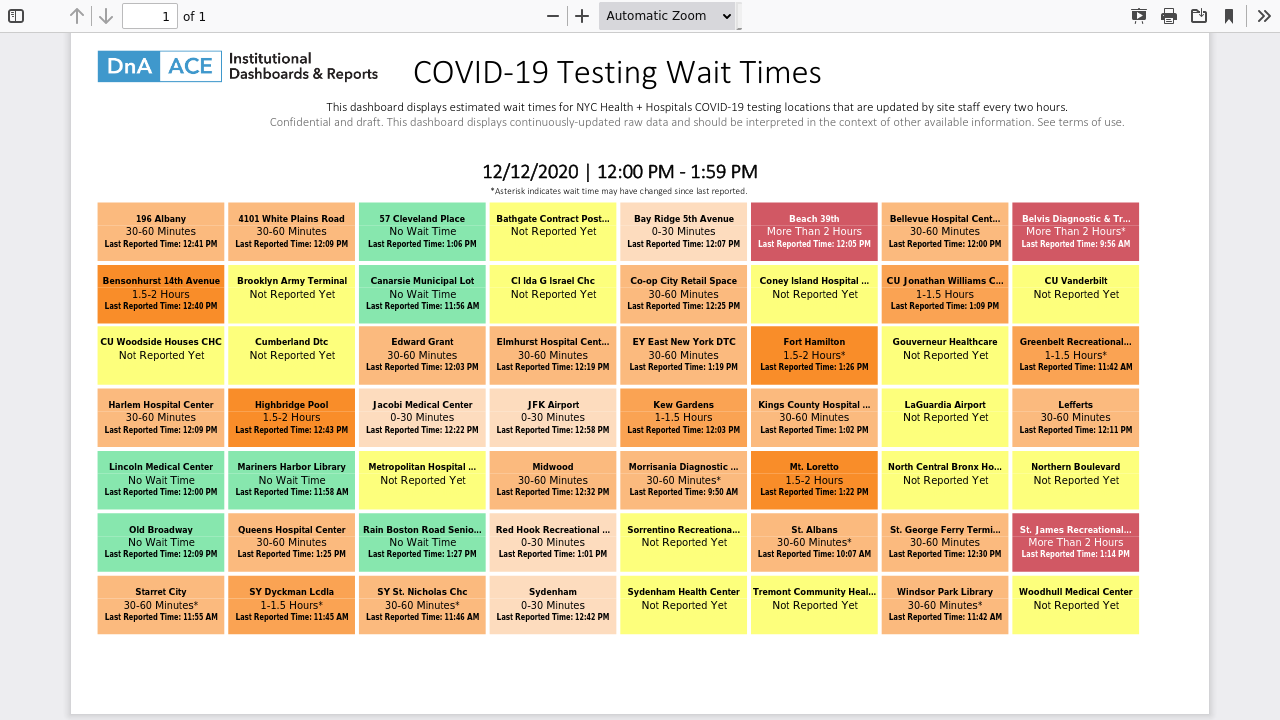 1 of 1 Automatic Zoom
DnA ACE Institutional
Dashboards & Reports
COVID-19 Testing Wait Times
This dashboard displays estimated wait times for NYC Health + Hospitals COVID-19 testing locations that are updated by site staff every two hours.
Confidential and draft. This dashboard displays continuously-updated raw data and should be interpreted in the context of other available information. See terms of use.
12/12/2020 | 12:00 PM - 1:59 PM
*Asterisk indicates wait time may have changed since last reported.
196 Albany
30-60 Minutes
Last Reported Time: 12:41 PM
4101 White Plains Road
30-60 Minutes
Last Reported Time: 12:09 PM
57 Cleveland Place
No Wait Time
Last Reported Time: 1:06 PM
Bathgate Contract Post...
Not Reported Yet
Bay Ridge 5th Avenue
0-30 Minutes
Last Reported Time: 12:07 PM
Beach 39th
More Than 2 Hours
Last Reported Time: 12:05 PM
Bellevue Hospital Cent...
30-60 Minutes
Last Reported Time: 12:00 PM
Belvis Diagnostic & Tr...
More Than 2 Hours*
Last Reported Time: 9:56 AM
Bensonhurst 14th Avenue
1.5-2 Hours
Last Reported Time: 12:40 PM
Brooklyn Army Terminal
Not Reported Yet
Canarsie Municipal Lot
No Wait Time
Last Reported Time: 11:56 AM
CI Ida G Israel Chc
Not Reported Yet
Co-op City Retail Space
30-60 Minutes
Last Reported Time: 12:25 PM
Coney Island Hospital ...
Not Reported Yet
CU Jonathan Williams C...
1-1.5 Hours
Last Reported Time: 1:09 PM
CU Vanderbilt
Not Reported Yet
CU Woodside Houses CHC
Not Reported Yet
Cumberland Dtc
Not Reported Yet
Edward Grant
30-60 Minutes
Last Reported Time: 12:03 PM
Elmhurst Hospital Cent...
30-60 Minutes
Last Reported Time: 12:19 PM
EY East New York DTC
30-60 Minutes
Last Reported Time: 1:19 PM
Fort Hamilton
1.5-2 Hours*
Last Reported Time: 1:26 PM
Gouverneur Healthcare
Not Reported Yet
Greenbelt Recreational...
1-1.5 Hours*
Last Reported Time: 11:42 AM
Harlem Hospital Center
30-60 Minutes
Last Reported Time: 12:09 PM
Highbridge Pool
1.5-2 Hours
Last Reported Time: 12:43 PM
Jacobi Medical Center
0-30 Minutes
Last Reported Time: 12:22 PM
JFK Airport
0-30 Minutes
Last Reported Time: 12:58 PM
Kew Gardens
1-1.5 Hours
Last Reported Time: 12:03 PM
Kings County Hospital ...
30-60 Minutes
Last Reported Time: 1:02 PM
LaGuardia Airport
Not Reported Yet
Lefferts
30-60 Minutes
Last Reported Time: 12:11 PM
Lincoln Medical Center
No Wait Time
Last Reported Time: 12:00 PM
Mariners Harbor Library
No Wait Time
Last Reported Time: 11:58 AM
Metropolitan Hospital ...
Not Reported Yet
Midwood
30-60 Minutes
Last Reported Time: 12:32 PM
Morrisania Diagnostic ...
30-60 Minutes*
Last Reported Time: 9:50 AM
Mt. Loretto
1.5-2 Hours
Last Reported Time: 1:22 PM
North Central Bronx Ho...
Not Reported Yet
Northern Boulevard
Not Reported Yet
Old Broadway
No Wait Time
Last Reported Time: 12:09 PM
Queens Hospital Center
30-60 Minutes
Last Reported Time: 1:25 PM
Rain Boston Road Senio...
No Wait Time
Last Reported Time: 1:27 PM
Red Hook Recreational ...
0-30 Minutes
Last Reported Time: 1:01 PM
Sorrentino Recreationa...
Not Reported Yet
St. Albans
30-60 Minutes*
Last Reported Time: 10:07 AM
St. George Ferry Termi...
30-60 Minutes
Last Reported Time: 12:30 PM
St. James Recreational...
More Than 2 Hours
Last Reported Time: 1:14 PM
Starret City
30-60 Minutes*
Last Reported Time: 11:55 AM
SY Dyckman Lcdla
1-1.5 Hours*
Last Reported Time: 11:45 AM
SY St. Nicholas Chc
30-60 Minutes*
Last Reported Time: 11:46 AM
Sydenham
0-30 Minutes
Last Reported Time: 12:42 PM
Sydenham Health Center
Not Reported Yet
Tremont Community Heal...
Not Reported Yet
Windsor Park Library
30-60 Minutes*
Last Reported Time: 11:42 AM
Woodhull Medical Center
Not Reported Yet